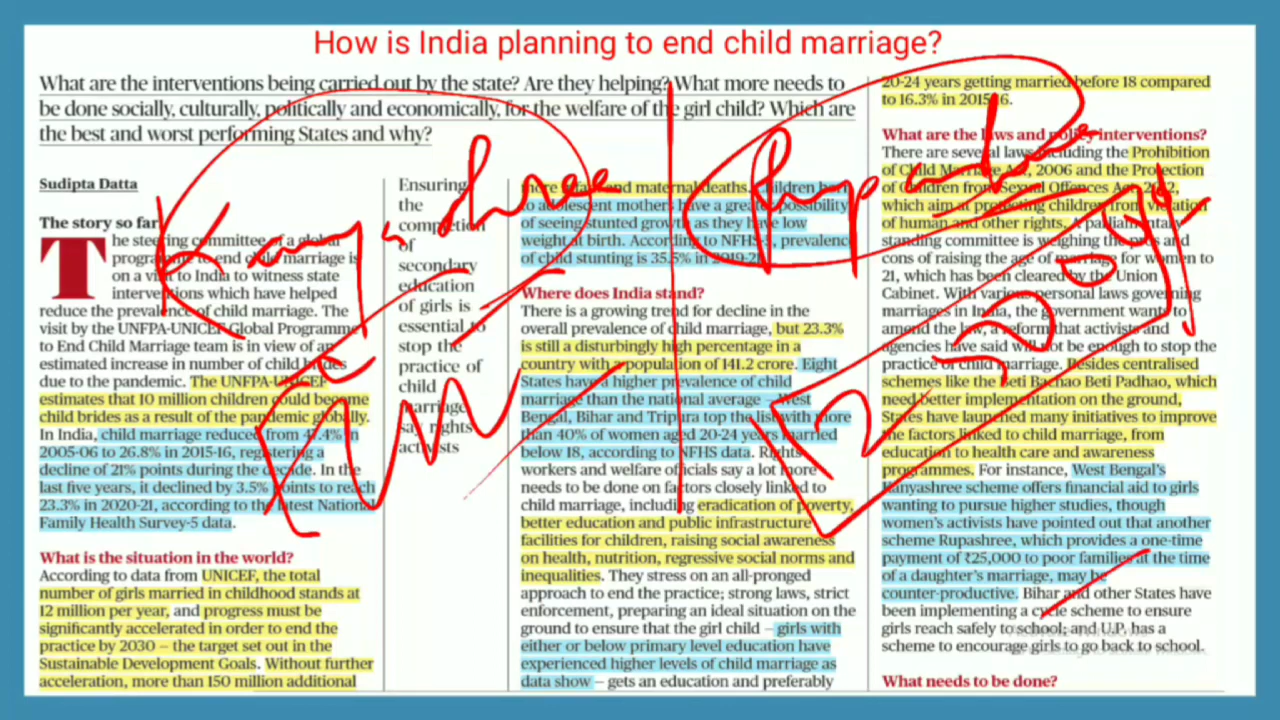 How is India planning to end child marriage?
What are the interventions being carried out by the state? Are they helping? What more needs to
be done socially, culturally, politically and economically, for the welfare of the girl child? Which are
the best and worst performing States and why?
Sudipta Datta
The story so far
The steering committee of a global
programme to end child marriage is
on a visit to India to witness state
interventions which have helped
reduce the prevalence of child marriage. The
visit by the UNFPA-UNICEF Global Programme
to End Child Marriage team is in view of an
estimated increase in number of child brides
due to the pandemic. The UNFPA-UNICEF
estimates that 10 million children could become
child brides as a result of the pandemic globally.
In India, child marriage reduced from 47.4% in
2005-06 to 26.8% in 2015-16, registering a
decline of 21% points during the decade. In the
last five years, it declined by 3.5% points to reach
23.3% in 2020-21, according to the latest National
Family Health Survey-5 data.
What is the situation in the world?
According to data from UNICEF, the total
number of girls married in childhood stands at
12 million per year, and progress must be
significantly accelerated in order to end the
practice by 2030 – the target set out in the
Sustainable Development Goals. Without further
acceleration, more than 150 million additional
Ensuring
the
completion
of
secondary
education
of girls is
essential to
stop the
practice of
child
marriage,
say rights
activists
more infant and maternal deaths. Children born
to adolescent mothers have a greater possibility
of seeing stunted growth as they have low
weight at birth. According to NFHS-5, prevalence
of child stunting is 35.5% in 2019-21.
Where does India stand?
There is a growing trend for decline in the
overall prevalence of child marriage, but 23.3%
is still a disturbingly high percentage in a
country with a population of 141.2 crore. Eight
States have a higher prevalence of child
marriage than the national average – West
Bengal, Bihar and Tripura top the list with more
than 40% of women aged 20-24 years married
below 18, according to NFHS data. Rights
workers and welfare officials say a lot more
needs to be done on factors closely linked to
child marriage, including eradication of poverty,
better education and public infrastructure
facilities for children, raising social awareness
on health, nutrition, regressive social norms and
inequalities. They stress on an all-pronged
approach to end the practice; strong laws, strict
enforcement, preparing an ideal situation on the
ground to ensure that the girl child – girls with
either or below primary level education have
experienced higher levels of child marriage as
data show – gets an education and preferably
20-24 years getting married before 18 compared
to 16.3% in 2015-16.
What are the laws and policy interventions?
There are several laws including the Prohibition
of Child Marriage Act, 2006 and the Protection
of Children from Sexual Offences Act, 2012,
which aim at protecting children from violation
of human and other rights. A parliamentary
standing committee is weighing the pros and
cons of raising the age of marriage for women to
21, which has been cleared by the Union
Cabinet. With various personal laws governing
marriages in India, the government wants to
amend the law, a reform that activists and
agencies have said will not be enough to stop the
practice of child marriage. Besides centralised
schemes like the Beti Bachao Beti Padhao, which
need better implementation on the ground,
States have launched many initiatives to improve
the factors linked to child marriage, from
education to health care and awareness
programmes. For instance, West Bengal's
Kanyashree scheme offers financial aid to girls
wanting to pursue higher studies, though
women's activists have pointed out that another
scheme Rupashree, which provides a one-time
payment of ₹25,000 to poor families at the time
of a daughter's marriage, may be
counter-productive. Bihar and other States have
been implementing a cycle scheme to ensure
girls reach safely to school; and U.P. has a
scheme to encourage girls to go back to school.
What needs to be done?